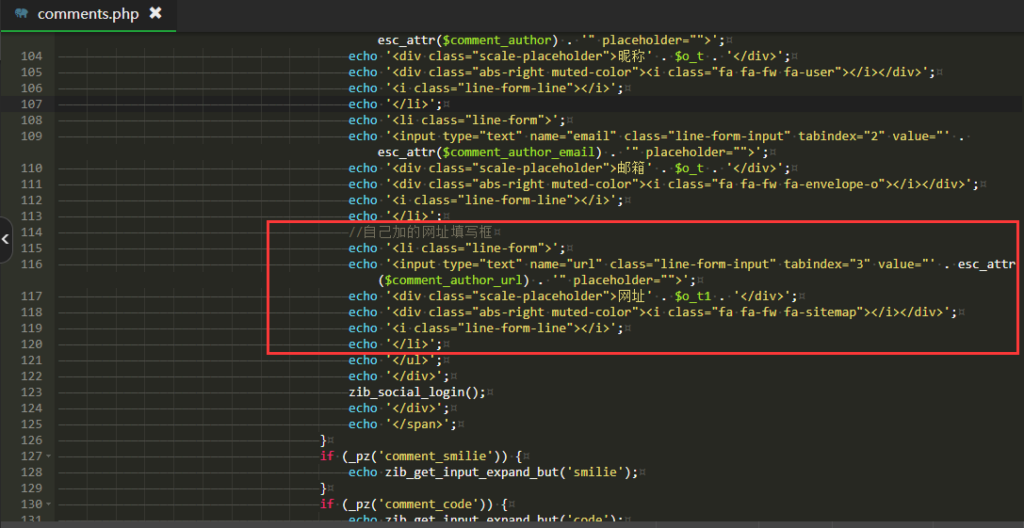 comments.php
esc_attr($comment_author) . '" placeholder="">';
104 echo '<div class="scale-placeholder">昵称' . $o_t . '</div>';
105 echo '<div class="abs-right muted-color"><i class="fa fa-fw fa-user"></i></div>';
106 echo '<i class="line-form-line"></i>';
107 echo '</li>';
108 echo '<li class="line-form">';
109 echo '<input type="text" name="email" class="line-form-input" tabindex="2" value="' .
esc_attr($comment_author_email) . '" placeholder="">';
110 echo '<div class="scale-placeholder">邮箱' . $o_t . '</div>';
111 echo '<div class="abs-right muted-color"><i class="fa fa-fw fa-envelope-o"></i></div>';
112 echo '<i class="line-form-line"></i>';
113 echo '</li>';
114 //自己加的网址填写框
115 echo '<li class="line-form">';
116 echo '<input type="text" name="url" class="line-form-input" tabindex="3" value="' . esc_attr
($comment_author_url) . '" placeholder="">';
117 echo '<div class="scale-placeholder">网址' . $o_t1 . '</div>';
118 echo '<div class="abs-right muted-color"><i class="fa fa-fw fa-sitemap"></i></div>';
119 echo '<i class="line-form-line"></i>';
120 echo '</li>';
121 echo '</ul>';
122 echo '</div>';
123 zib_social_login();
124 echo '</div>';
125 echo '</span>';
126 }
127 if (_pz('comment_smilie')) {
128 echo zib_get_input_expand_but('smilie');
129 }
130 if (_pz('comment_code')) {
131 echo zib_get_input_expand_but('code');